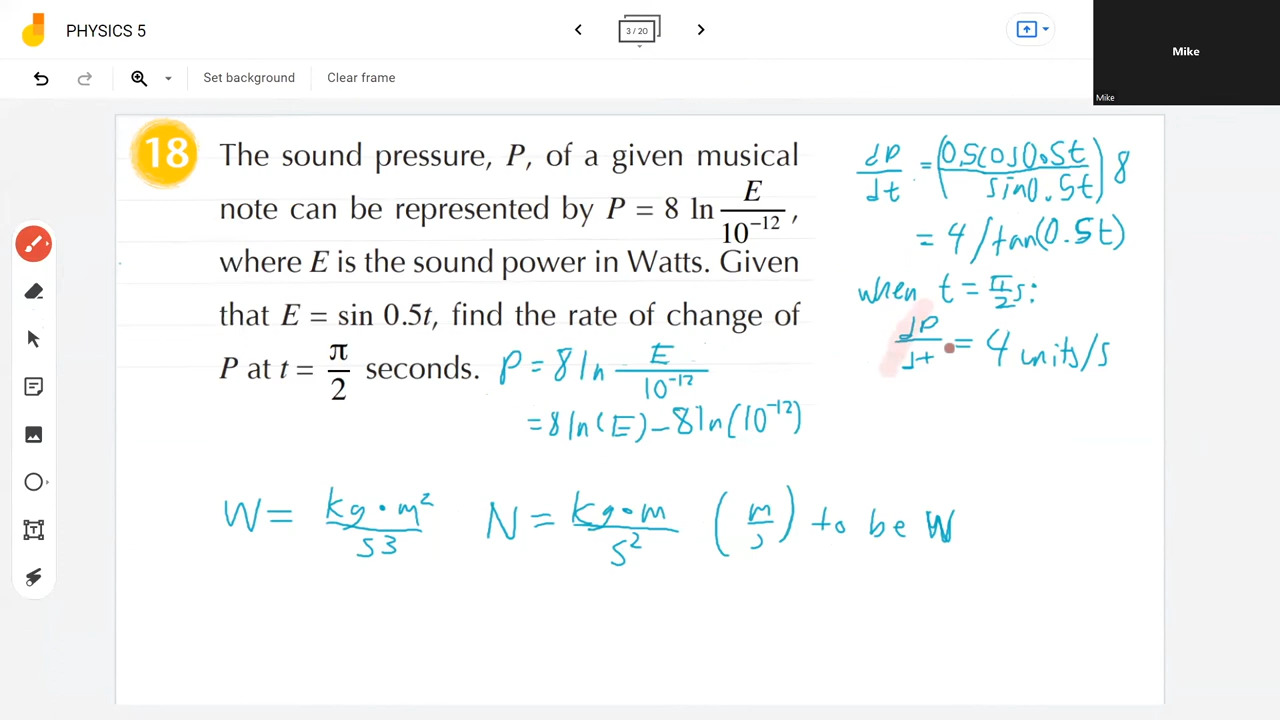 PHYSICS 5
3 / 20
Mike
Mike
Set background
Clear frame
18 The sound pressure, P, of a given musical
note can be represented by P = 8 ln E/10⁻¹² ,
where E is the sound power in Watts. Given
that E = sin 0.5t, find the rate of change of
P at t = π/2 seconds.
P = 8 ln E/10⁻¹²
= 8 ln(E) − 8 ln(10⁻¹²)
dP/dt = (0.5cos0.5t/sin0.5t) 8
= 4/tan(0.5t)
when t = π/2 s:
dP/dt = 4 units/s
W = kg·m²/s3 N = kg·m/s² (m/s) to be W